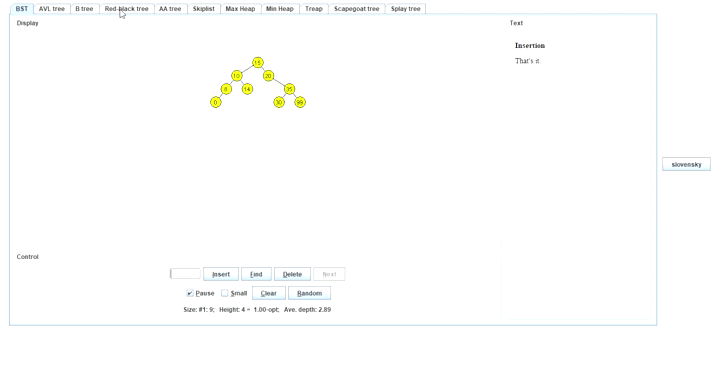 BST AVL tree B tree Red-black tree AA tree Skiplist Max Heap Min Heap Treap Scapegoat tree Splay tree
Display
Text
Insertion
That's it.
15
10 20
8 14 35
0 30 99
slovensky
Control
Insert Find Delete Next
Pause Small Clear Random
Size: #1: 9; Height: 4 = 1.00·opt; Ave. depth: 2.89